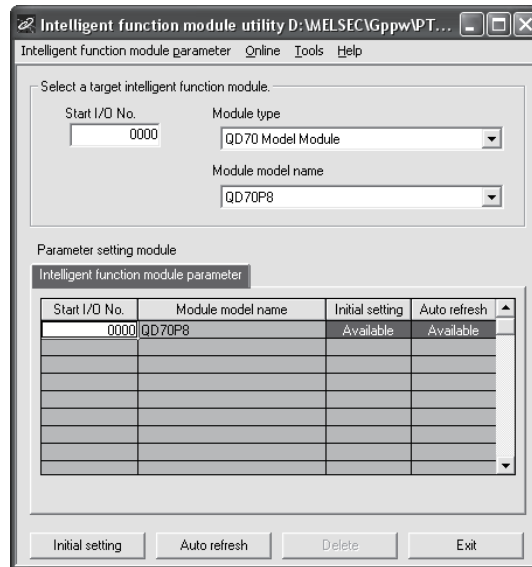 Intelligent function module utility D:\MELSEC\Gppw\PT...
Intelligent function module parameter Online Tools Help
Select a target intelligent function module.
Start I/O No. Module type
0000 QD70 Model Module
Module model name
QD70P8
Parameter setting module
Intelligent function module parameter
Start I/O No. Module model name Initial setting Auto refresh
0000 QD70P8 Available Available
Initial setting Auto refresh Delete Exit